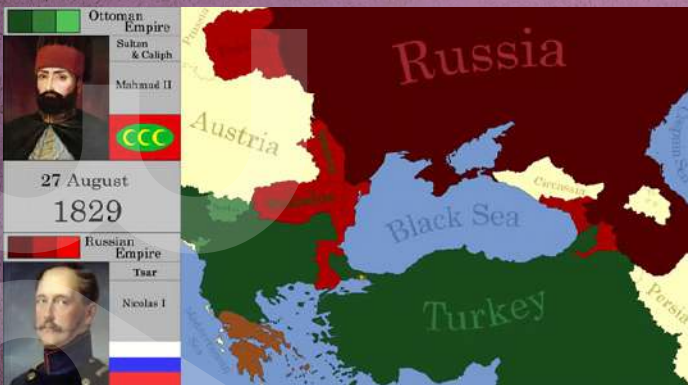 Ottoman
Empire
Sultan
& Caliph
Mahmud II
27 August
1829
Russian
Empire
Tsar
Nicolas I
Prussia
Russia
Austria
Circassia
Black Sea
Turkey
Persia